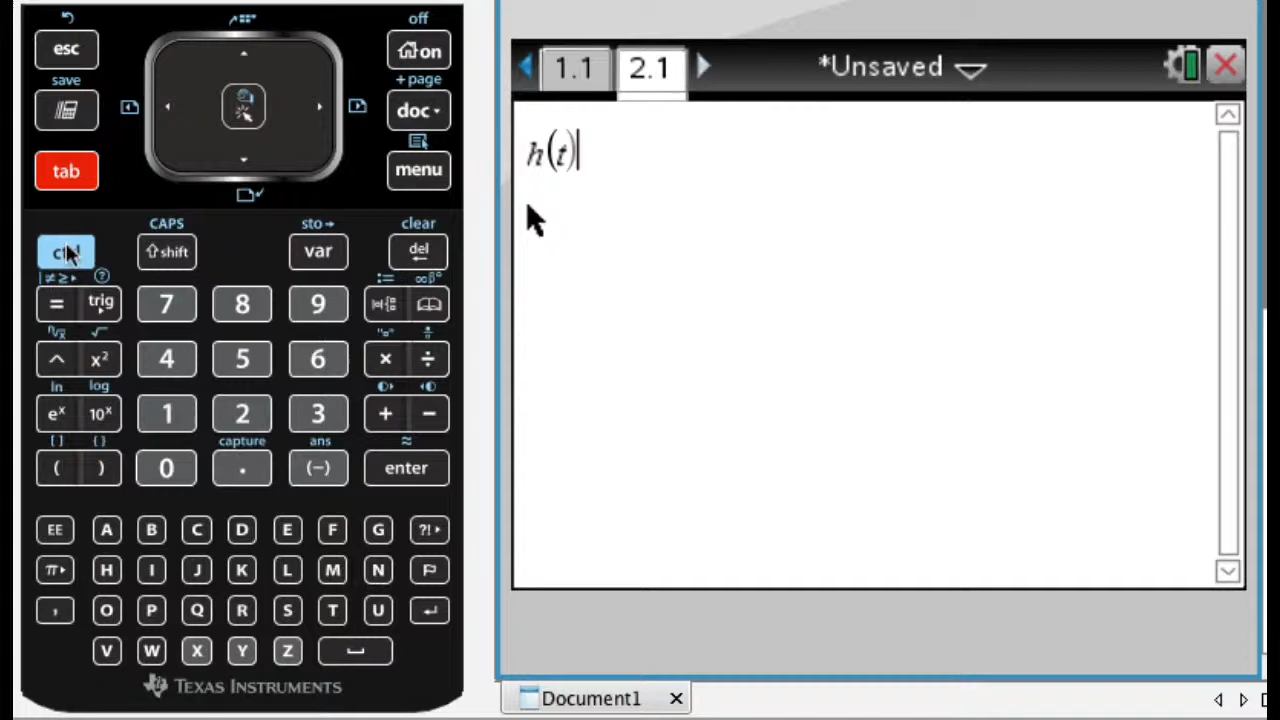 off
esc
on
save
+ page
doc
tab
menu
CAPS
sto→
clear
shift
var
del
|≠≥▸ ? := ∞β°
= trig 7 8 9
ⁿ√x √ "∞" 
^ x² 4 5 6 × ÷
ln log
eˣ 10ˣ 1 2 3 + −
[ ] { } capture ans ≈
( ) 0 . (−) enter
EE A B C D E F G ?!▸
π▸ H I J K L M N
, O P Q R S T U ↵
V W X Y Z
TEXAS INSTRUMENTS
1.1 2.1 *Unsaved
h(t)
Document1